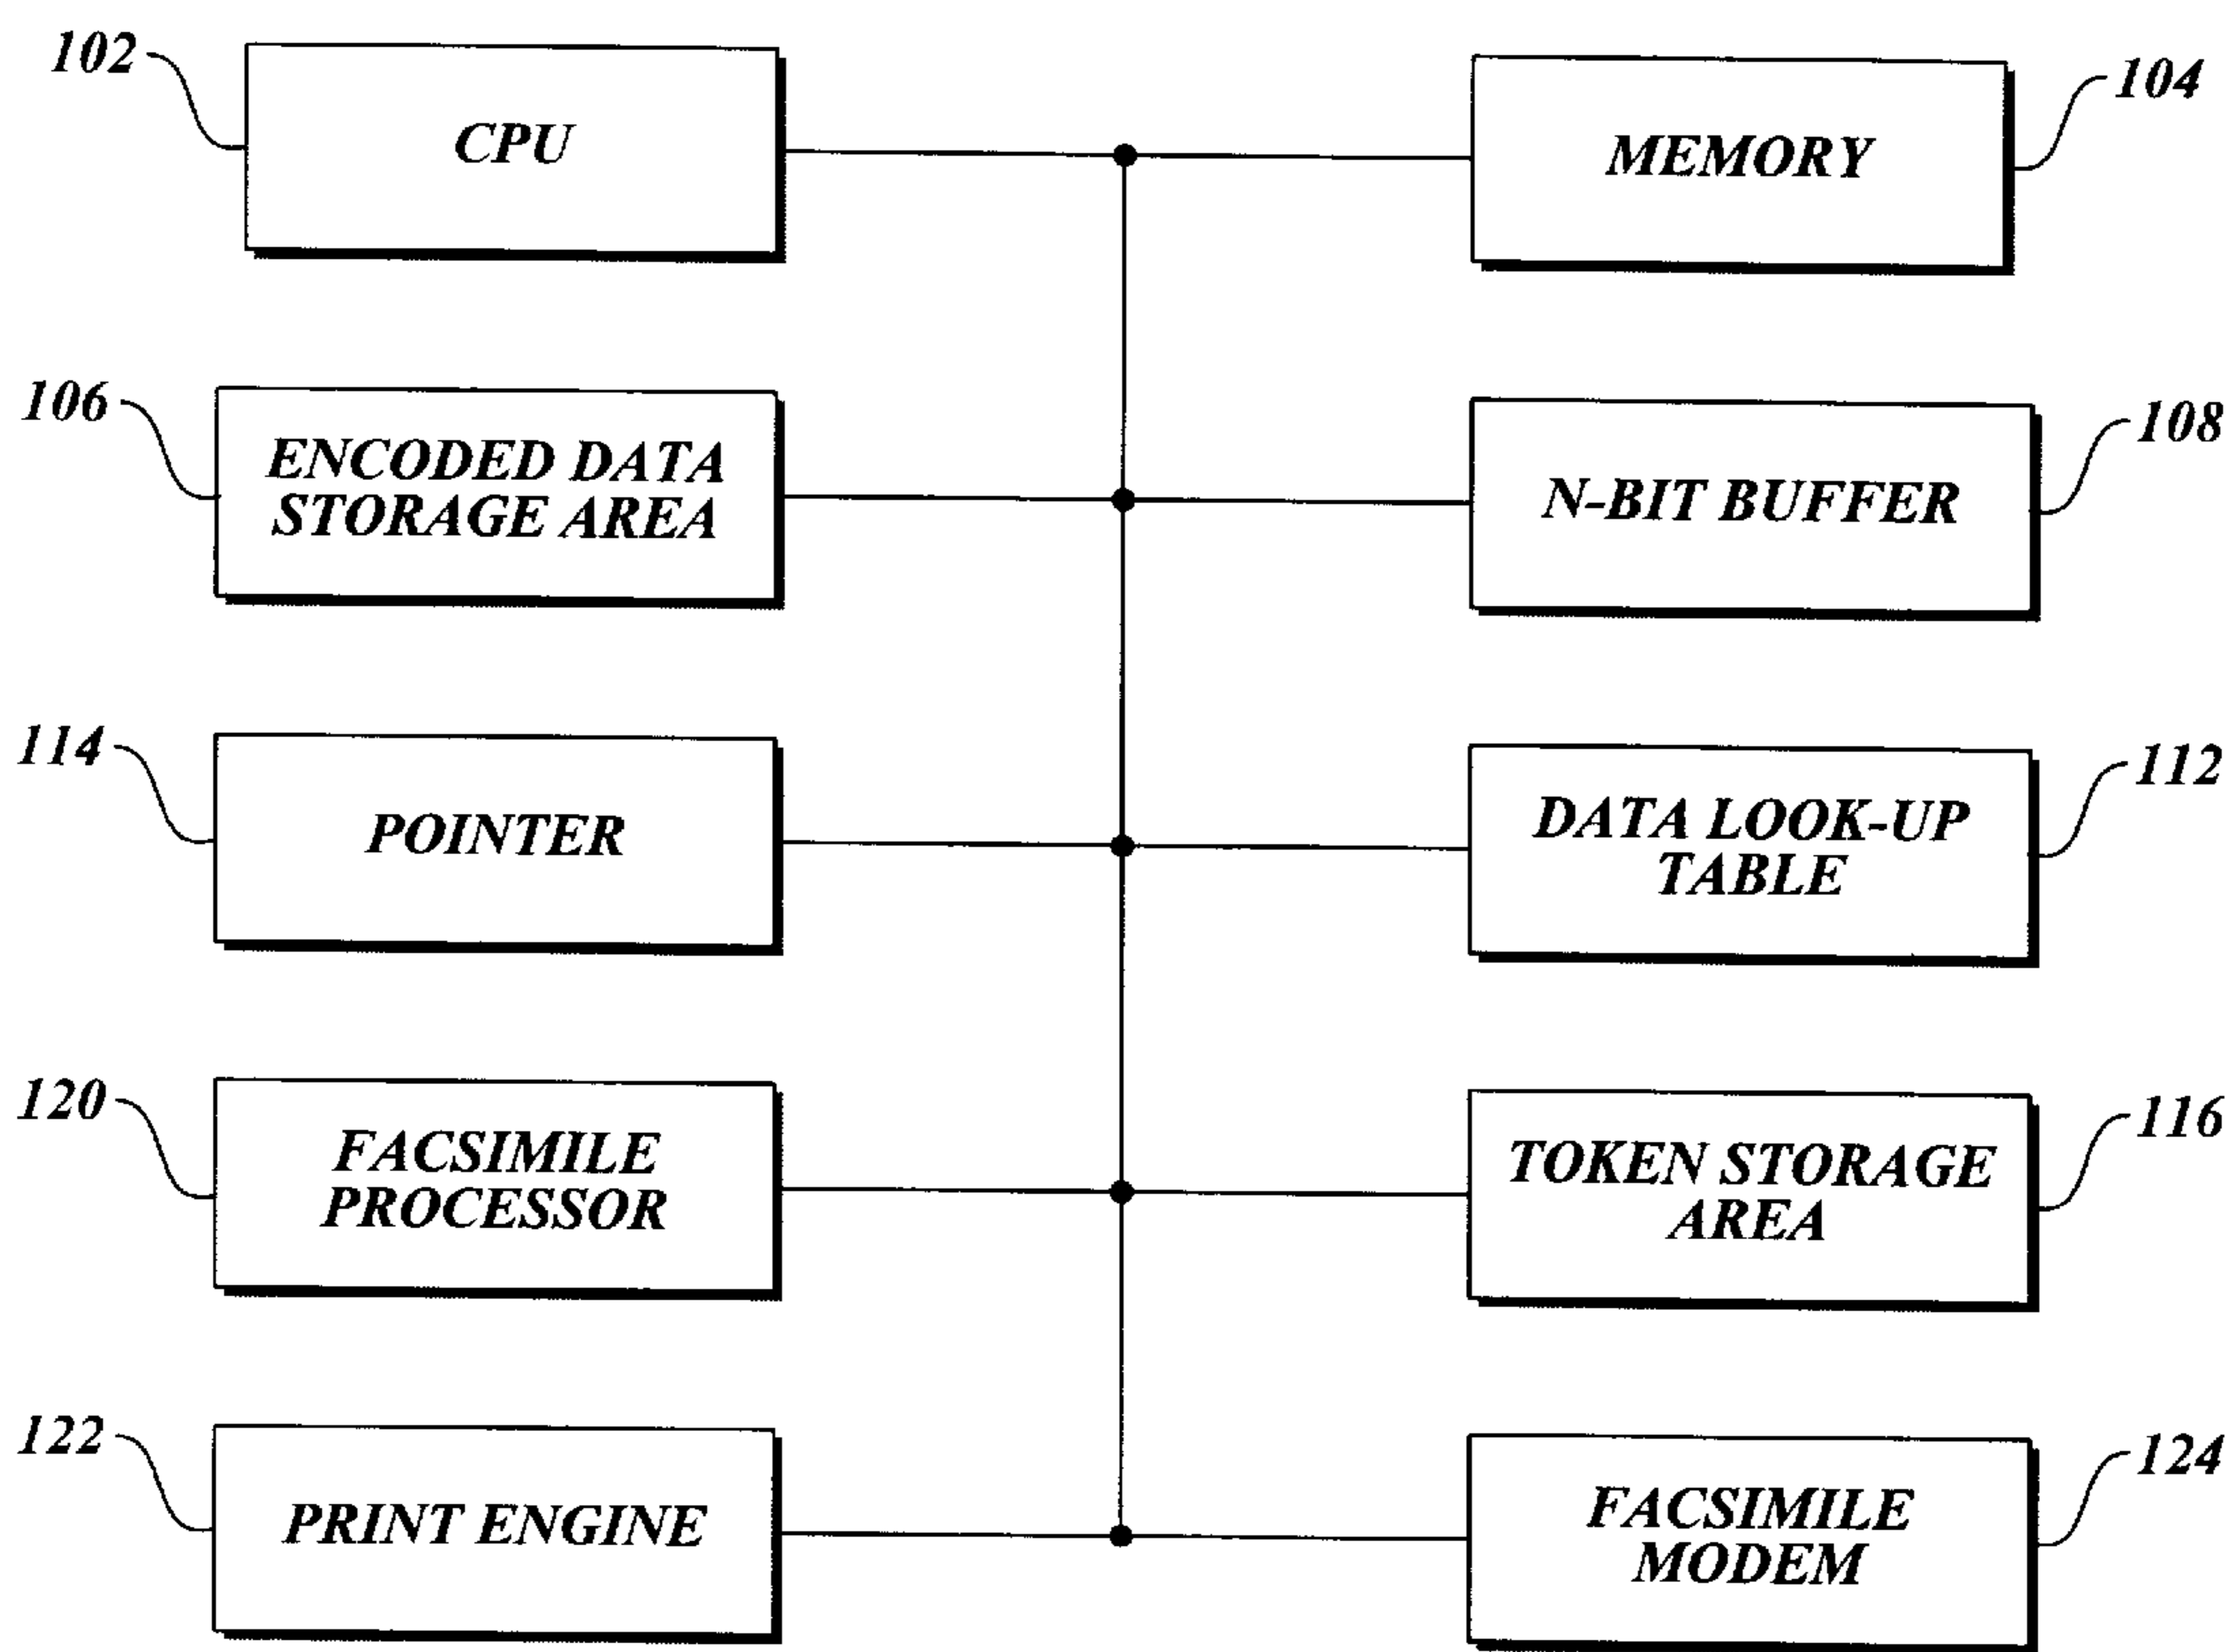 102
CPU
MEMORY
104
106
ENCODED DATA
STORAGE AREA
N-BIT BUFFER
108
114
POINTER
DATA LOOK-UP
TABLE
112
120
FACSIMILE
PROCESSOR
TOKEN STORAGE
AREA
116
122
PRINT ENGINE
FACSIMILE
MODEM
124